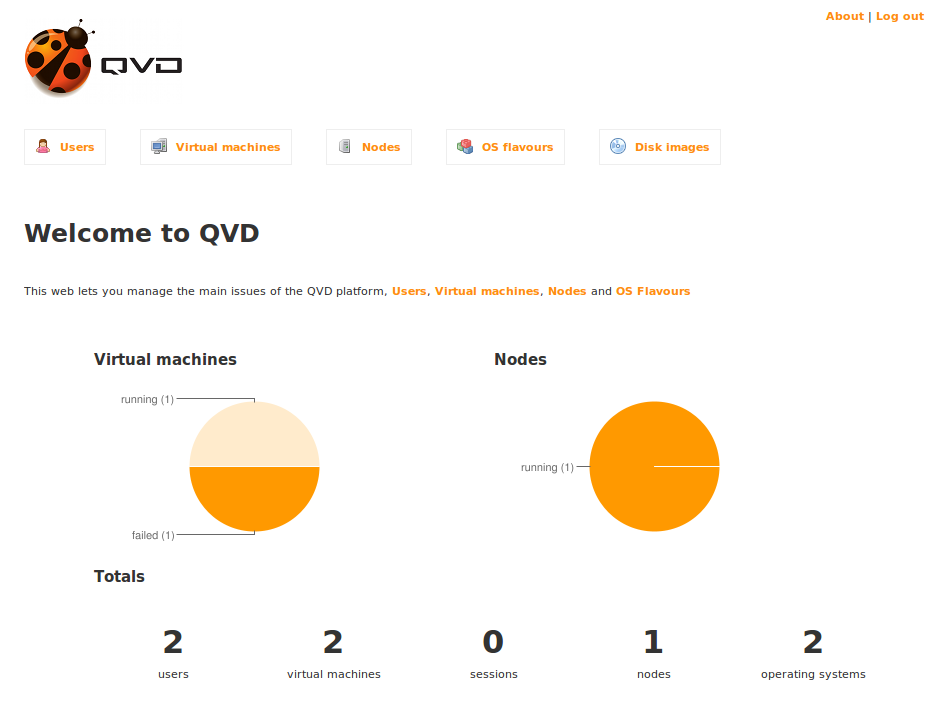 About | Log out
QVD
Users
Virtual machines
Nodes
OS flavours
Disk images
Welcome to QVD
This web lets you manage the main issues of the QVD platform, Users, Virtual machines, Nodes and OS Flavours
Virtual machines
Nodes
running (1)
running (1)
failed (1)
Totals
2
2
0
1
2
users
virtual machines
sessions
nodes
operating systems